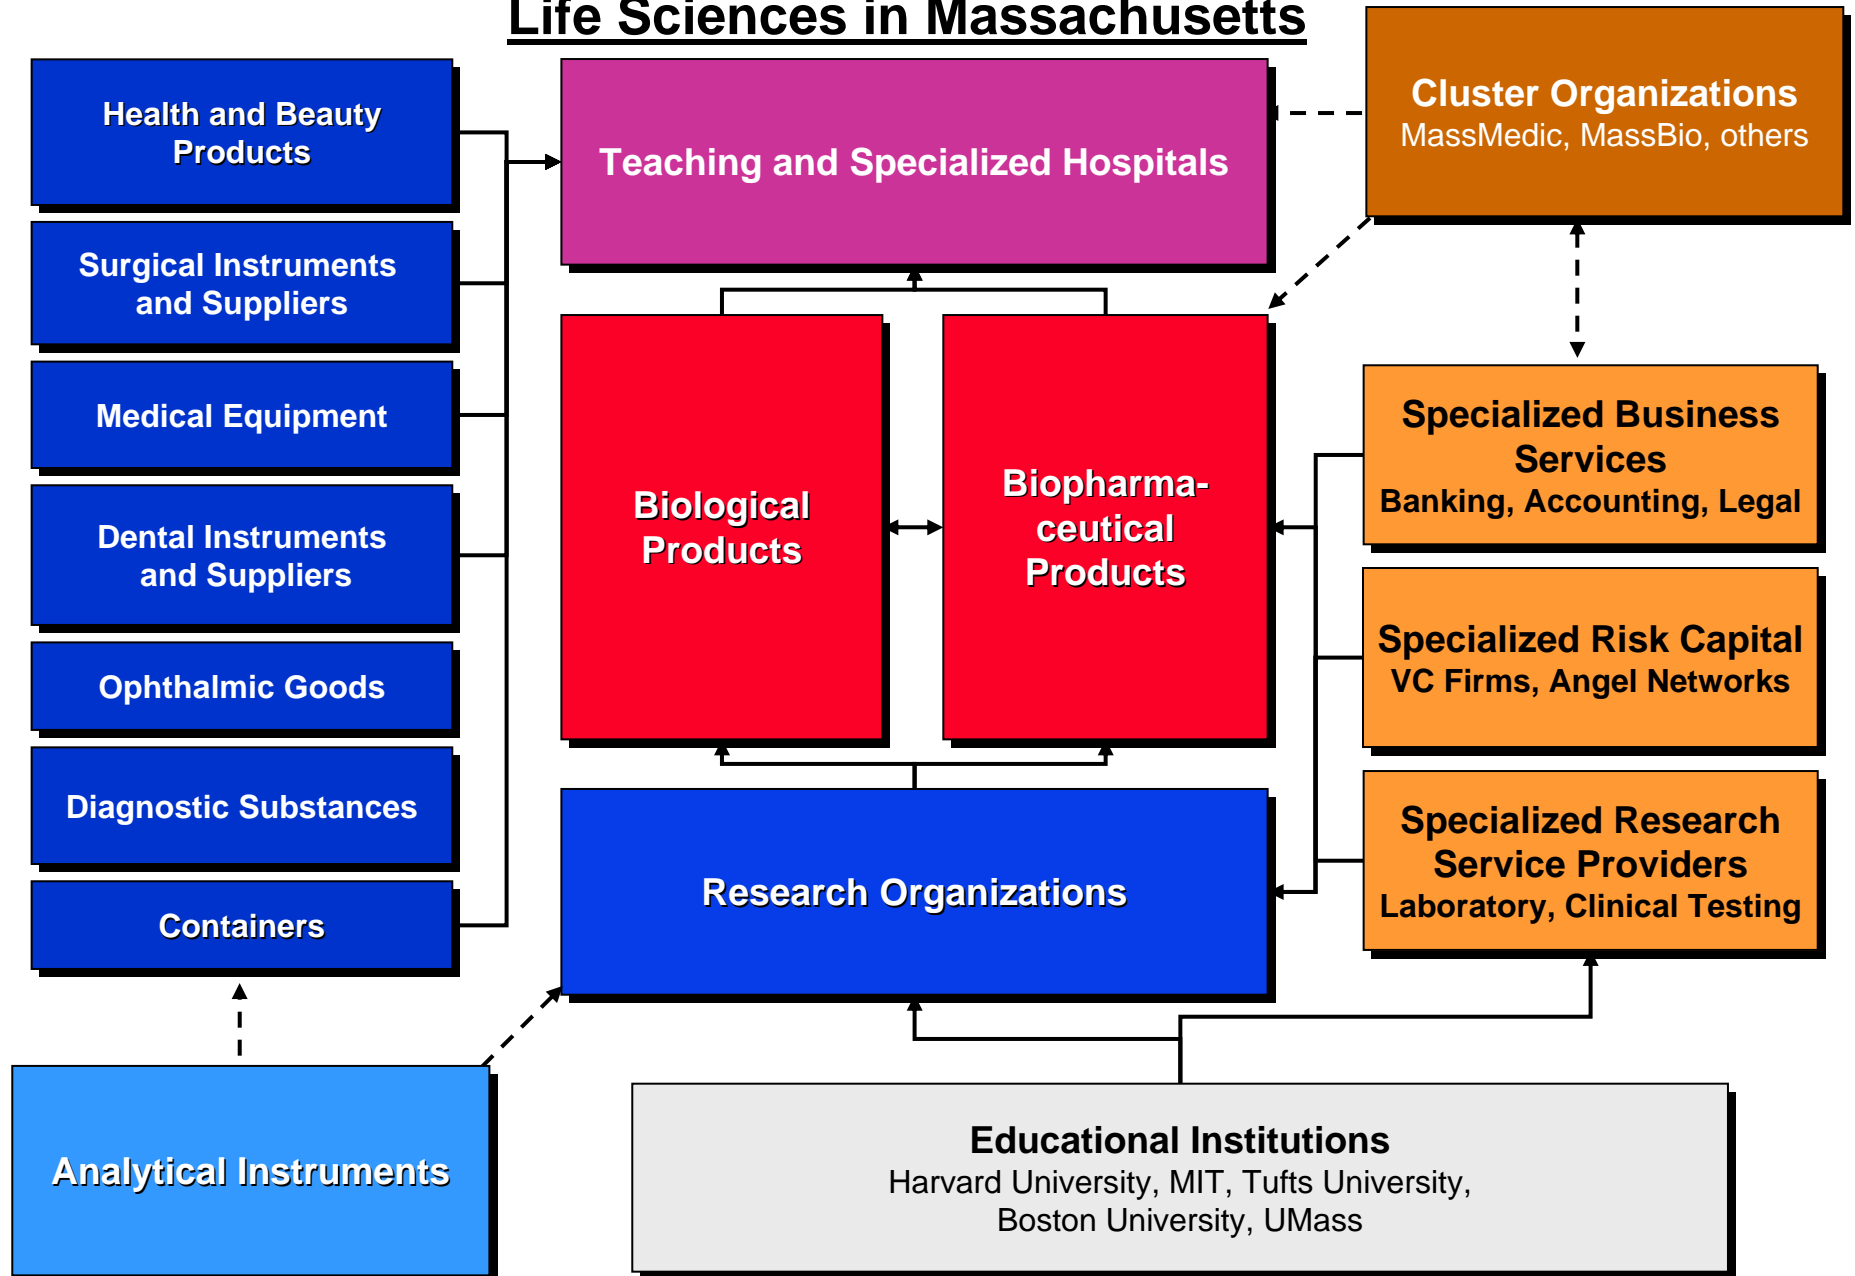 Life Sciences in Massachusetts
Health and Beauty
Products
Surgical Instruments
and Suppliers
Medical Equipment
Dental Instruments
and Suppliers
Ophthalmic Goods
Diagnostic Substances
Containers
Analytical Instruments
Teaching and Specialized Hospitals
Biological
Products
Biopharma-
ceutical
Products
Research Organizations
Cluster Organizations
MassMedic, MassBio, others
Specialized Business
Services
Banking, Accounting, Legal
Specialized Risk Capital
VC Firms, Angel Networks
Specialized Research
Service Providers
Laboratory, Clinical Testing
Educational Institutions
Harvard University, MIT, Tufts University,
Boston University, UMass